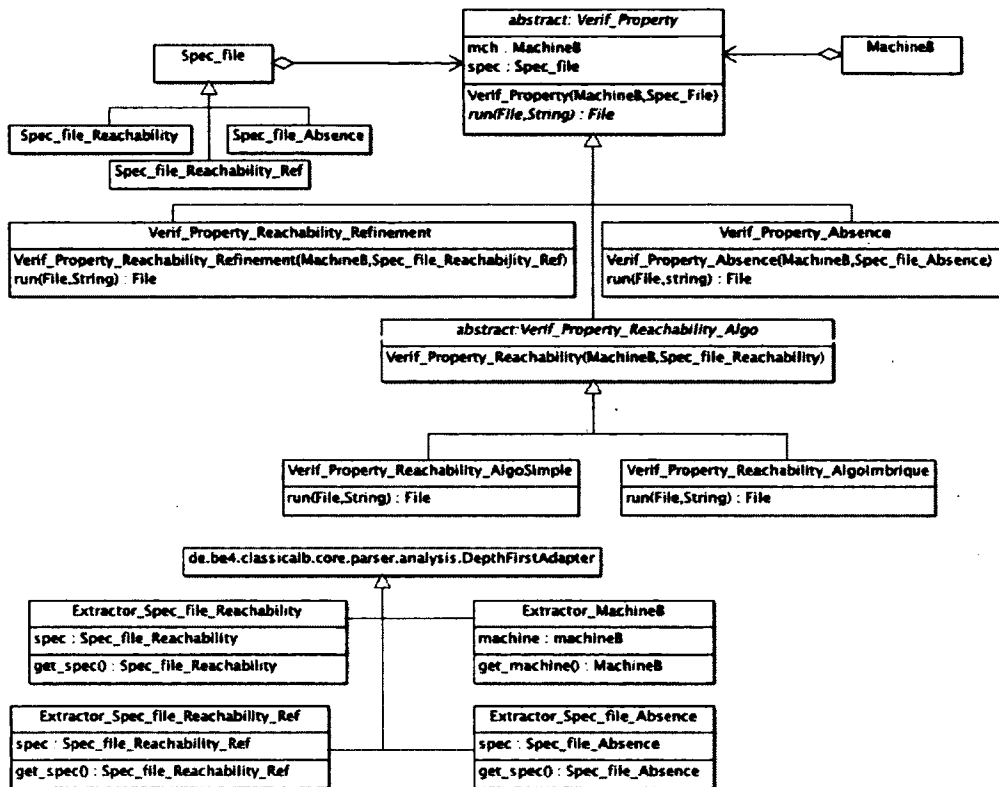 abstract: Verif_Property
mch : MachineB
spec : Spec_file
Verif_Property(MachineB,Spec_File)
run(File,String) : File
Spec_file
MachineB
Spec_file_Reachability
Spec_file_Absence
Spec_file_Reachability_Ref
Verif_Property_Reachability_Refinement
Verif_Property_Reachability_Refinement(MachineB,Spec_file_Reachability_Ref)
run(File,String) : File
Verif_Property_Absence
Verif_Property_Absence(MachineB,Spec_file_Absence)
run(File,string) : File
abstract:Verif_Property_Reachability_Algo
Verif_Property_Reachability(MachineB,Spec_file_Reachability)
Verif_Property_Reachability_AlgoSimple
run(File,String) : File
Verif_Property_Reachability_AlgoImbrique
run(File,String) : File
de.be4.classicalb.core.parser.analysis.DepthFirstAdapter
Extractor_Spec_file_Reachability
spec : Spec_file_Reachability
get_spec() : Spec_file_Reachability
Extractor_MachineB
machine : machineB
get_machine() : MachineB
Extractor_Spec_file_Reachability_Ref
spec : Spec_file_Reachability_Ref
get_spec() : Spec_file_Reachability_Ref
Extractor_Spec_file_Absence
spec : Spec_file_Absence
get_spec() : Spec_file_Absence